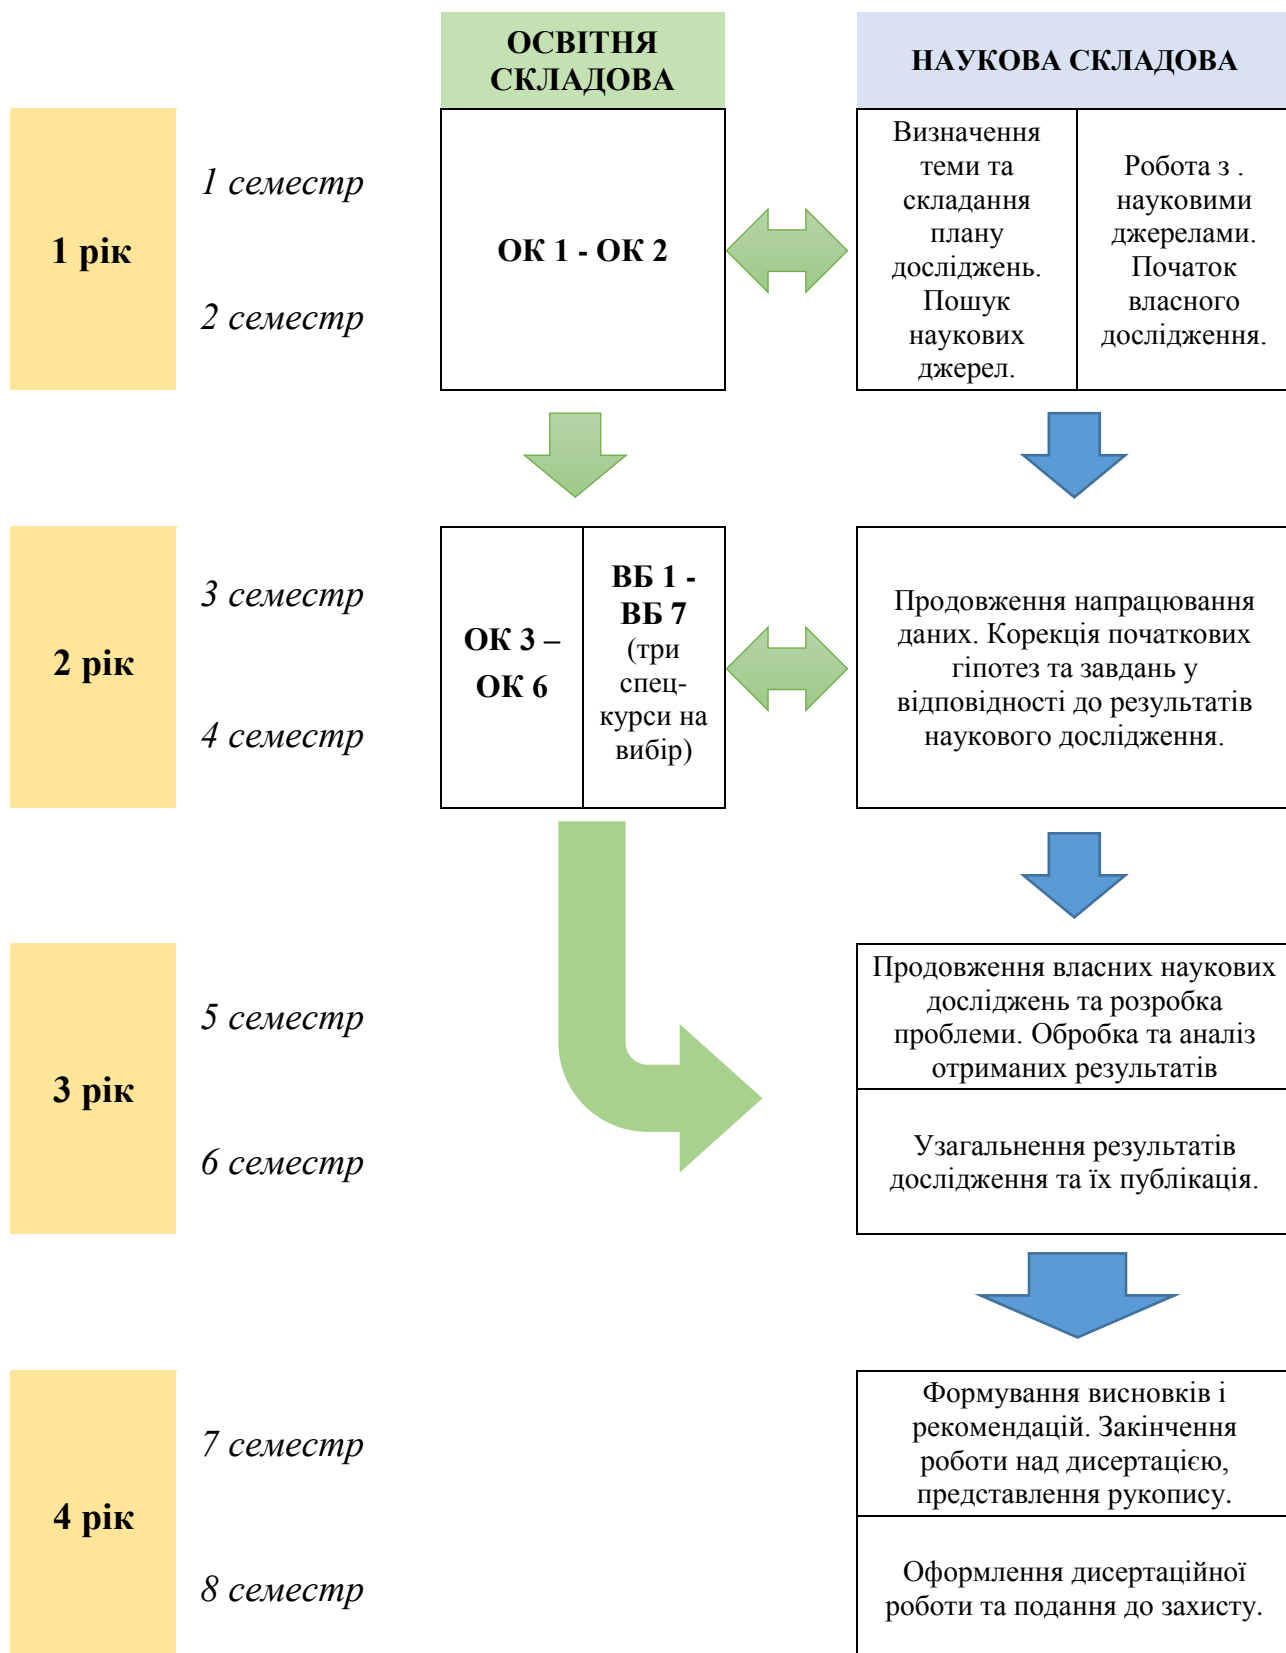 ОСВІТНЯ
СКЛАДОВА
НАУКОВА СКЛАДОВА
1 рік
1 семестр
2 семестр
ОК 1 - ОК 2
Визначення
теми та
складання
плану
досліджень.
Пошук
наукових
джерел.
Робота з .
науковими
джерелами.
Початок
власного
дослідження.
2 рік
3 семестр
4 семестр
ОК 3 –
ОК 6
ВБ 1 -
ВБ 7
(три
спец-
курси на
вибір)
Продовження напрацювання
даних. Корекція початкових
гіпотез та завдань у
відповідності до результатів
наукового дослідження.
3 рік
5 семестр
6 семестр
Продовження власних наукових
досліджень та розробка
проблеми. Обробка та аналіз
отриманих результатів
Узагальнення результатів
дослідження та їх публікація.
4 рік
7 семестр
8 семестр
Формування висновків і
рекомендацій. Закінчення
роботи над дисертацією,
представлення рукопису.
Оформлення дисертаційної
роботи та подання до захисту.